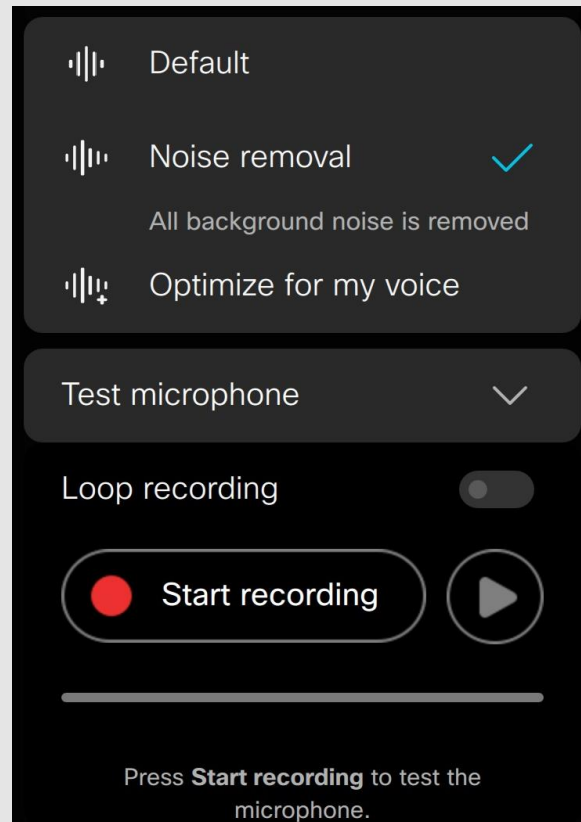 Default
Noise removal
All background noise is removed
Optimize for my voice
Test microphone
Loop recording
Start recording
Press Start recording to test the
microphone.